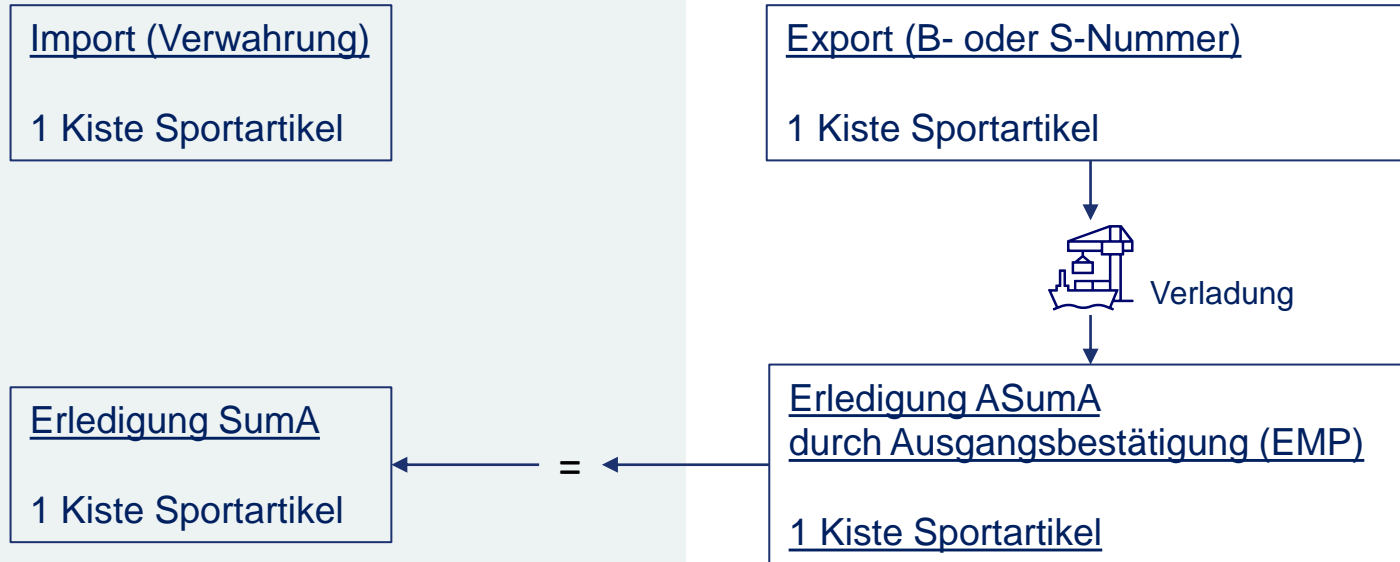 Import (Verwahrung)
1 Kiste Sportartikel
Export (B- oder S-Nummer)
1 Kiste Sportartikel
Verladung
Erledigung SumA
1 Kiste Sportartikel
=
Erledigung ASumA
durch Ausgangsbestätigung (EMP)
1 Kiste Sportartikel